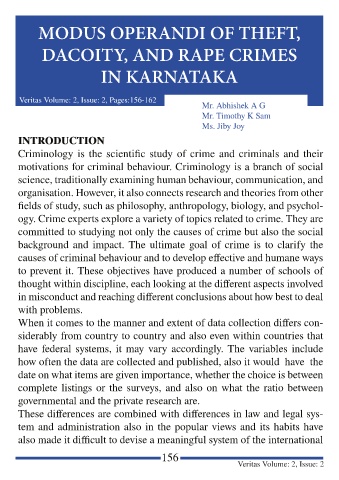 MODUS OPERANDI OF THEFT,
DACOITY, AND RAPE CRIMES
IN KARNATAKA
Veritas Volume: 2, Issue: 2, Pages:156-162
Mr. Abhishek A G
Mr. Timothy K Sam
Ms. Jiby Joy
INTRODUCTION
Criminology is the scientific study of crime and criminals and their
motivations for criminal behaviour. Criminology is a branch of social
science, traditionally examining human behaviour, communication, and
organisation. However, it also connects research and theories from other
fields of study, such as philosophy, anthropology, biology, and psychol-
ogy. Crime experts explore a variety of topics related to crime. They are
committed to studying not only the causes of crime but also the social
background and impact. The ultimate goal of crime is to clarify the
causes of criminal behaviour and to develop effective and humane ways
to prevent it. These objectives have produced a number of schools of
thought within discipline, each looking at the different aspects involved
in misconduct and reaching different conclusions about how best to deal
with problems.
When it comes to the manner and extent of data collection differs con-
siderably from country to country and also even within countries that
have federal systems, it may vary accordingly. The variables include
how often the data are collected and published, also it would have the
date on what items are given importance, whether the choice is between
complete listings or the surveys, and also on what the ratio between
governmental and the private research are.
These differences are combined with differences in law and legal sys-
tem and administration also in the popular views and its habits have
also made it difficult to devise a meaningful system of the international
156
Veritas Volume: 2, Issue: 2